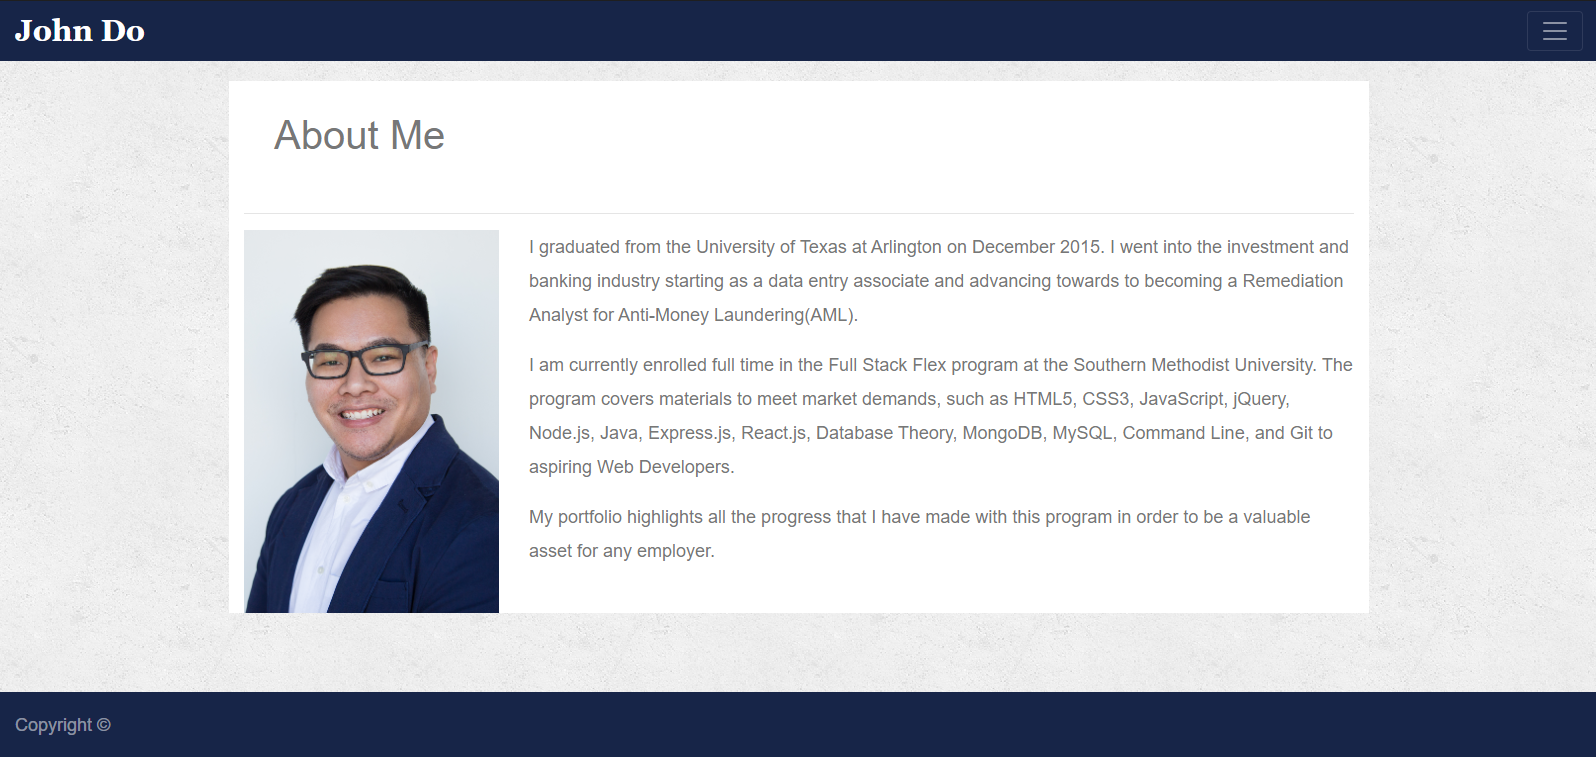 John Do
About Me
I graduated from the University of Texas at Arlington on December 2015. I went into the investment and
banking industry starting as a data entry associate and advancing towards to becoming a Remediation
Analyst for Anti-Money Laundering(AML).
I am currently enrolled full time in the Full Stack Flex program at the Southern Methodist University. The
program covers materials to meet market demands, such as HTML5, CSS3, JavaScript, jQuery,
Node.js, Java, Express.js, React.js, Database Theory, MongoDB, MySQL, Command Line, and Git to
aspiring Web Developers.
My portfolio highlights all the progress that I have made with this program in order to be a valuable
asset for any employer.
Copyright ©